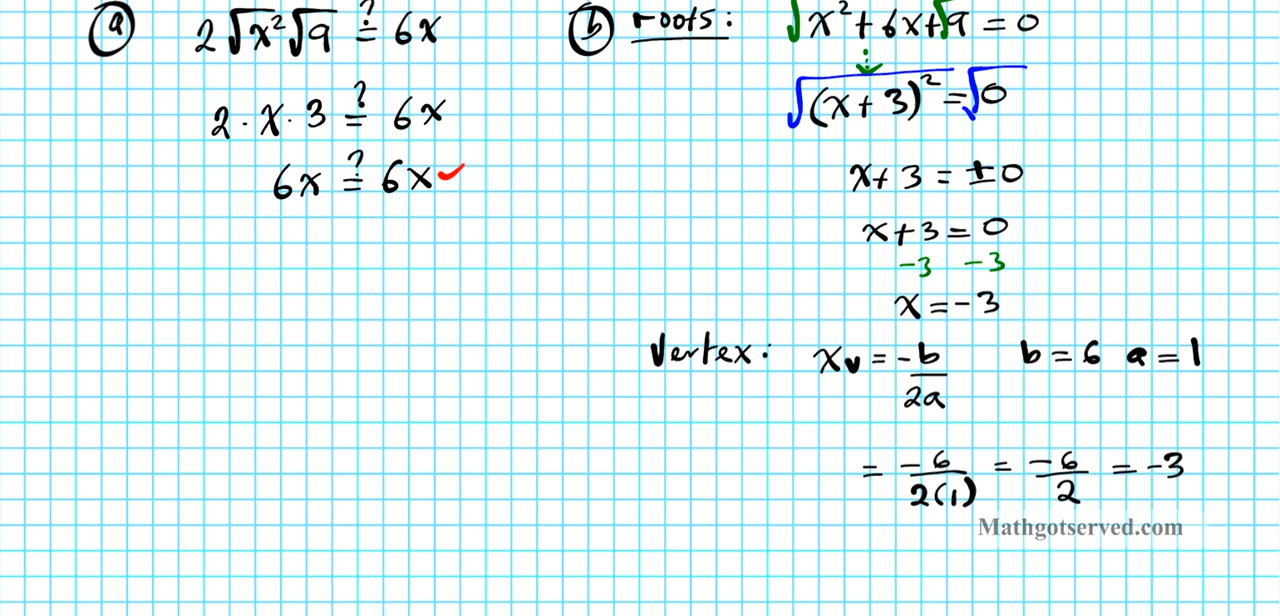 (a) 2√x²√9 ≟ 6x
2 · x · 3 ≟ 6x
6x ≟ 6x ✓
(b) roots: √x² + 6x + √9 = 0
√(x + 3)² = √0
x + 3 = ±0
x + 3 = 0
-3 -3
x = -3
Vertex: xᵥ = -b/2a b = 6 a = 1
= -6/2(1) = -6/2 = -3
Mathgotserved.com